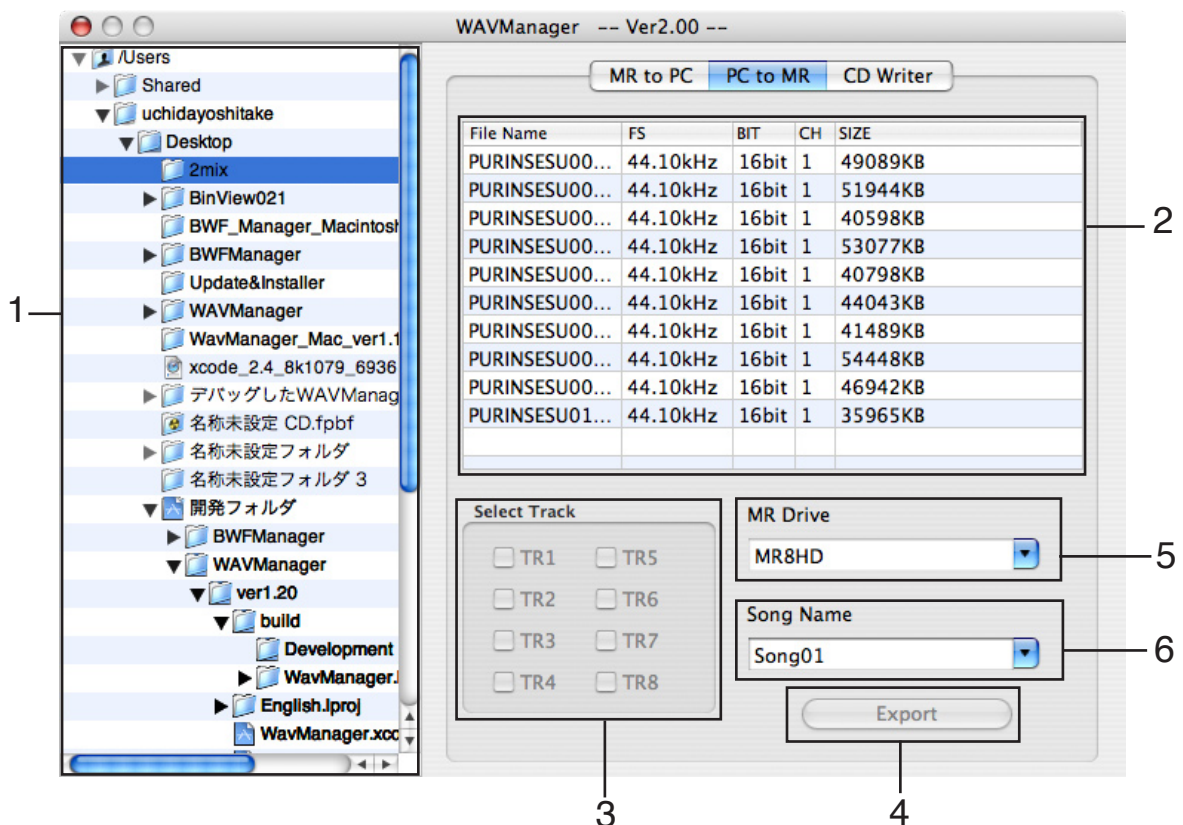 WAVManager -- Ver2.00 --
/Users
Shared
uchidayoshitake
Desktop
2mix
BinView021
BWF_Manager_Macintosh
BWFManager
Update&Installer
WAVManager
WavManager_Mac_ver1.1
xcode_2.4_8k1079_6936
デバッグしたWAVManag
名称未設定 CD.fpbf
名称未設定フォルダ
名称未設定フォルダ 3
開発フォルダ
BWFManager
WAVManager
ver1.20
build
Development
WavManager.
English.lproj
WavManager.xco
1
MR to PC PC to MR CD Writer
File Name FS BIT CH SIZE
PURINSESU00... 44.10kHz 16bit 1 49089KB
PURINSESU00... 44.10kHz 16bit 1 51944KB
PURINSESU00... 44.10kHz 16bit 1 40598KB
PURINSESU00... 44.10kHz 16bit 1 53077KB
PURINSESU00... 44.10kHz 16bit 1 40798KB
PURINSESU00... 44.10kHz 16bit 1 44043KB
PURINSESU00... 44.10kHz 16bit 1 41489KB
PURINSESU00... 44.10kHz 16bit 1 54448KB
PURINSESU00... 44.10kHz 16bit 1 46942KB
PURINSESU01... 44.10kHz 16bit 1 35965KB
2
Select Track
TR1 TR5
TR2 TR6
TR3 TR7
TR4 TR8
3
MR Drive
MR8HD
5
Song Name
Song01
6
Export
4